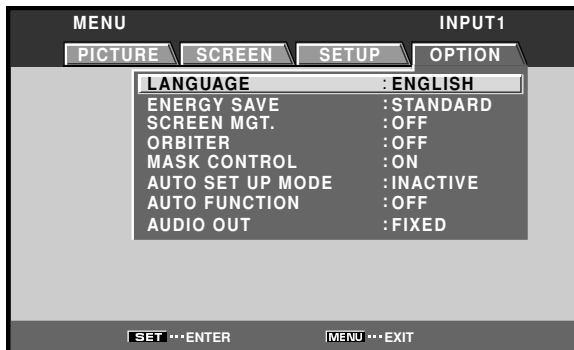 MENU INPUT1
PICTURE SCREEN SETUP OPTION
LANGUAGE :ENGLISH
ENERGY SAVE :STANDARD
SCREEN MGT. :OFF
ORBITER :OFF
MASK CONTROL :ON
AUTO SET UP MODE :INACTIVE
AUTO FUNCTION :OFF
AUDIO OUT :FIXED
SET ···ENTER MENU ···EXIT